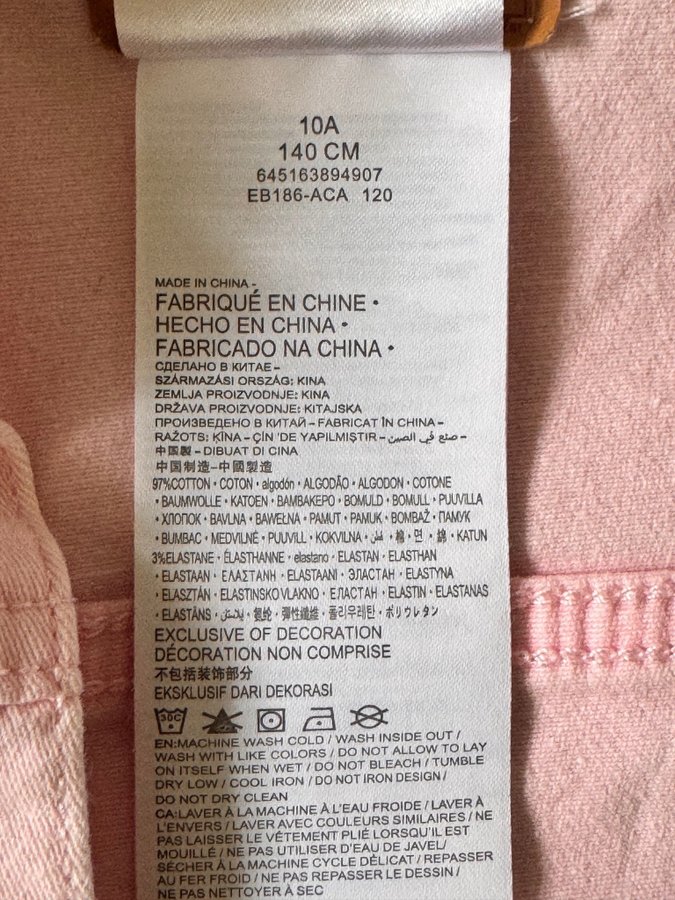 10A
140 CM
645163894907
EB186-ACA 120
MADE IN CHINA -
FABRIQUÉ EN CHINE •
HECHO EN CHINA •
FABRICADO NA CHINA •
СДЕЛАНО В КИТАЕ –
SZÁRMAZÁSI ORSZÁG: KINA
ZEMLJA PROIZVODNJE: KINA
DRŽAVA PROIZVODNJE: KITAJSKA
ПРОИЗВЕДЕНО В КИТАЙ – FABRICAT ÎN CHINA –
RAŽOTS: ĶĪNA – ÇİN 'DE YAPILMIŞTIR – صنع في الصين –
中国製 – DIBUAT DI CINA
中国制造–中國製造
97%COTTON • COTON • algodón • ALGODÃO • ALGODON • COTONE
• BAUMWOLLE • KATOEN • BAMBAKEPO • BOMULD • BOMULL • PUUVILLA
• ХЛОПОК • BAVLNA • BAWEŁNA • PAMUT • PAMUK • BOMBAŽ • ПАМУК
• BUMBAC • MEDVILNĖ • PUUVILL • KOKVILNA • قطن • 棉 • 면 • 綿 • KATUN
3%ELASTANE • ÉLASTHANNE • elastano • ELASTAN • ELASTHAN
• ELASTAAN • ΕΛΑΣΤΑΝΗ • ELASTAANI • ЭЛАСТАН • ELASTYNA
• ELASZTÁN • ELASTINSKO VLAKNO • ЕЛАСТАН • ELASTIN • ELASTANAS
• ELASTĀNS • إيلاستان • 氨纶 • 彈性纖維 • 폴리우레탄 • ポリウレタン
EXCLUSIVE OF DECORATION
DÉCORATION NON COMPRISE
不包括装饰部分
EKSKLUSIF DARI DEKORASI
30C
EN:MACHINE WASH COLD / WASH INSIDE OUT /
WASH WITH LIKE COLORS / DO NOT ALLOW TO LAY
ON ITSELF WHEN WET / DO NOT BLEACH / TUMBLE
DRY LOW / COOL IRON / DO NOT IRON DESIGN /
DO NOT DRY CLEAN
CA:LAVER À LA MACHINE À L'EAU FROIDE / LAVER À
L'ENVERS / LAVER AVEC COULEURS SIMILAIRES / NE
PAS LAISSER LE VÊTEMENT PLIÉ LORSQU'IL EST
MOUILLÉ / NE PAS UTILISER D'EAU DE JAVEL/
SÉCHER À LA MACHINE CYCLE DÉLICAT / REPASSER
AU FER FROID / NE PAS REPASSER LE DESSIN /
NE PAS NETTOYER À SEC